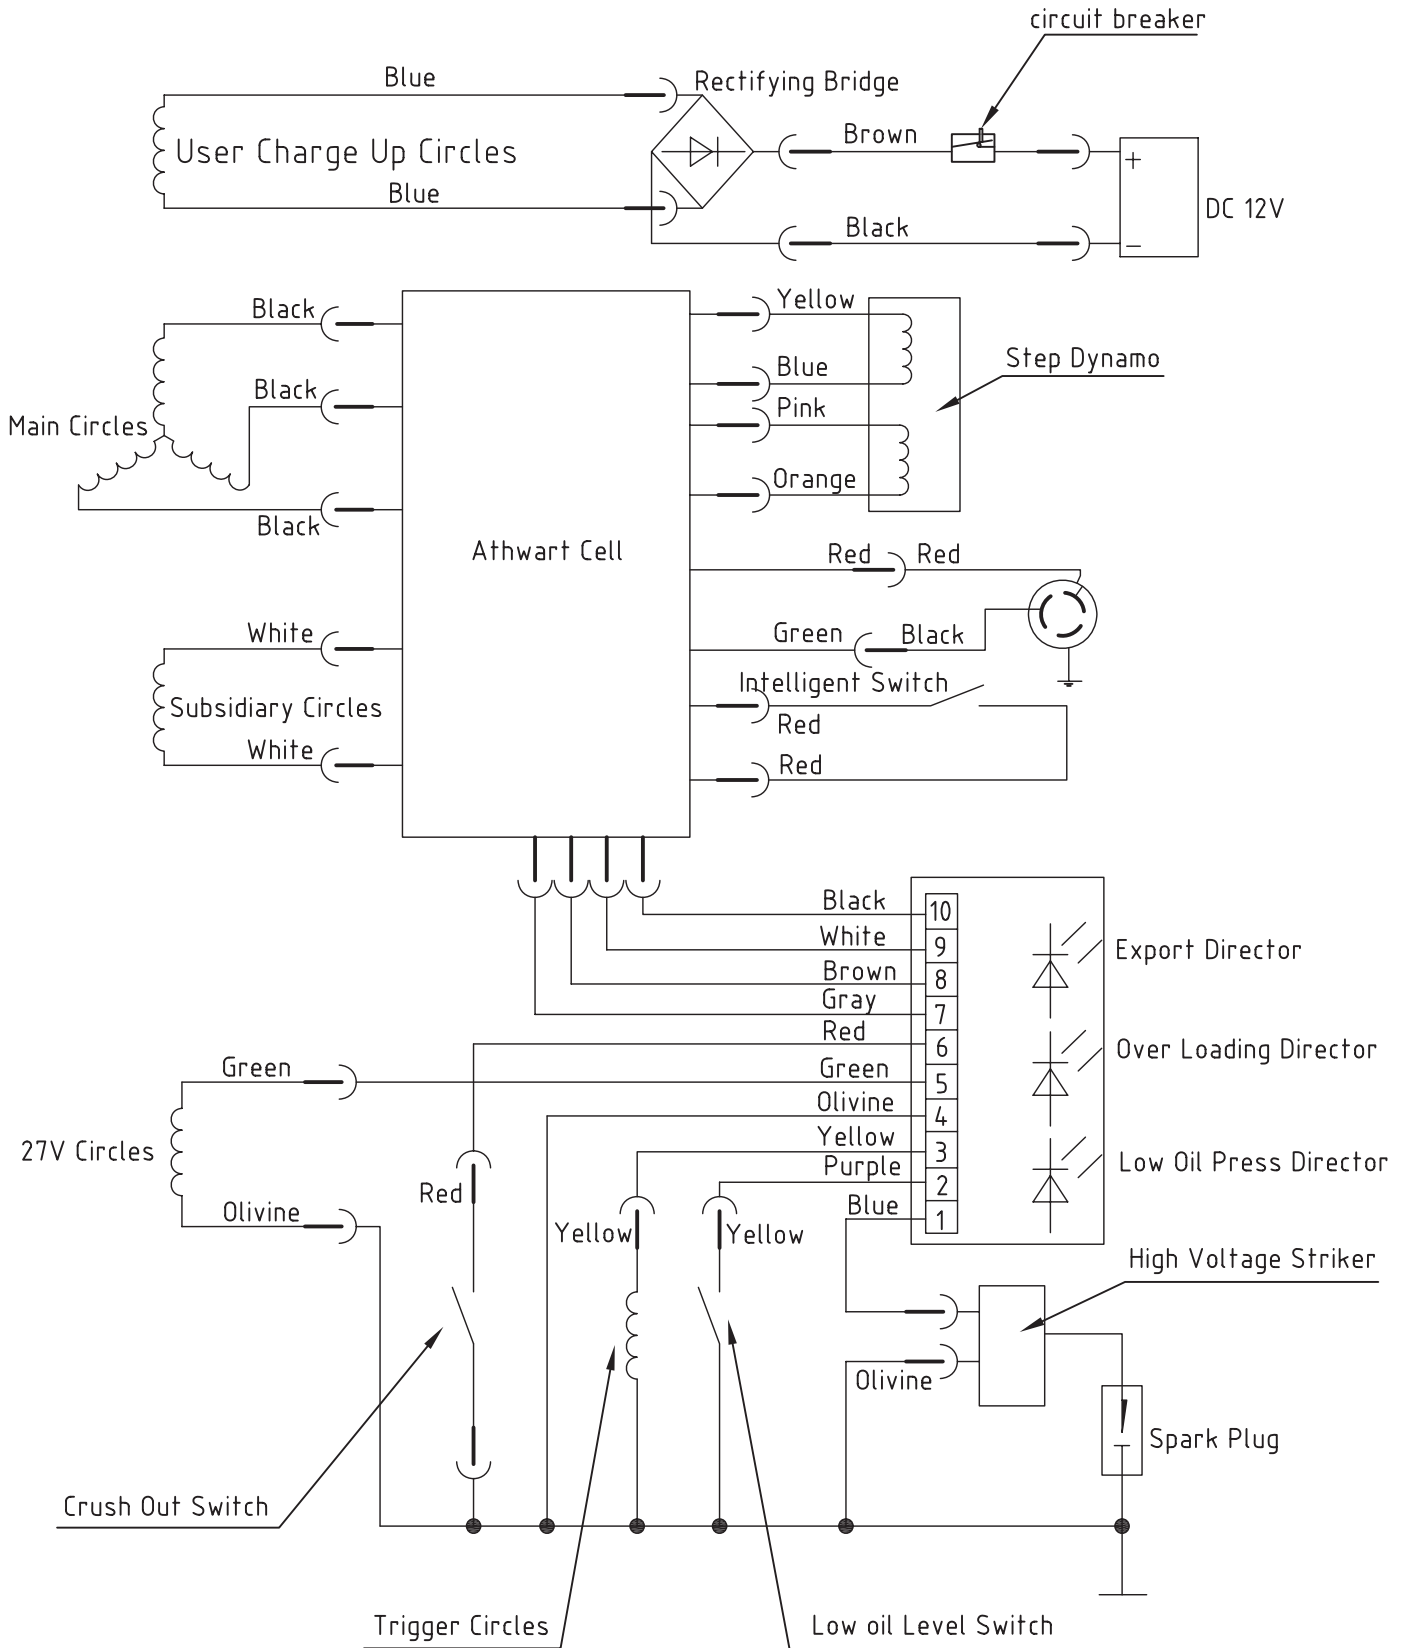 circuit breaker
Blue
Rectifying Bridge
User Charge Up Circles
Brown
+
Blue
DC 12V
Black
−
Black
Yellow
Blue
Step Dynamo
Black
Pink
Main Circles
Orange
Black
Athwart Cell
Red
Red
White
Green
Black
Intelligent Switch
Subsidiary Circles
Red
White
Red
Black
10
White
9
Export Director
Brown
8
Gray
7
Red
6
Over Loading Director
Green
Green
5
Olivine
4
27V Circles
Yellow
3
Purple
2
Low Oil Press Director
Red
Olivine
Blue
1
Yellow
Yellow
High Voltage Striker
Olivine
Spark Plug
Crush Out Switch
Trigger Circles
Low oil Level Switch